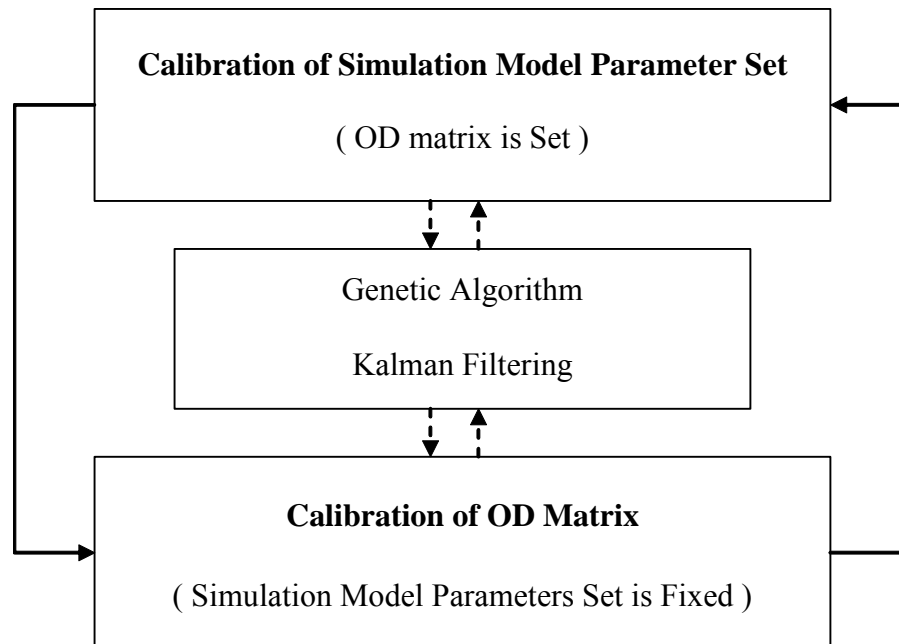 Calibration of Simulation Model Parameter Set
( OD matrix is Set )
Genetic Algorithm
Kalman Filtering
Calibration of OD Matrix
( Simulation Model Parameters Set is Fixed )